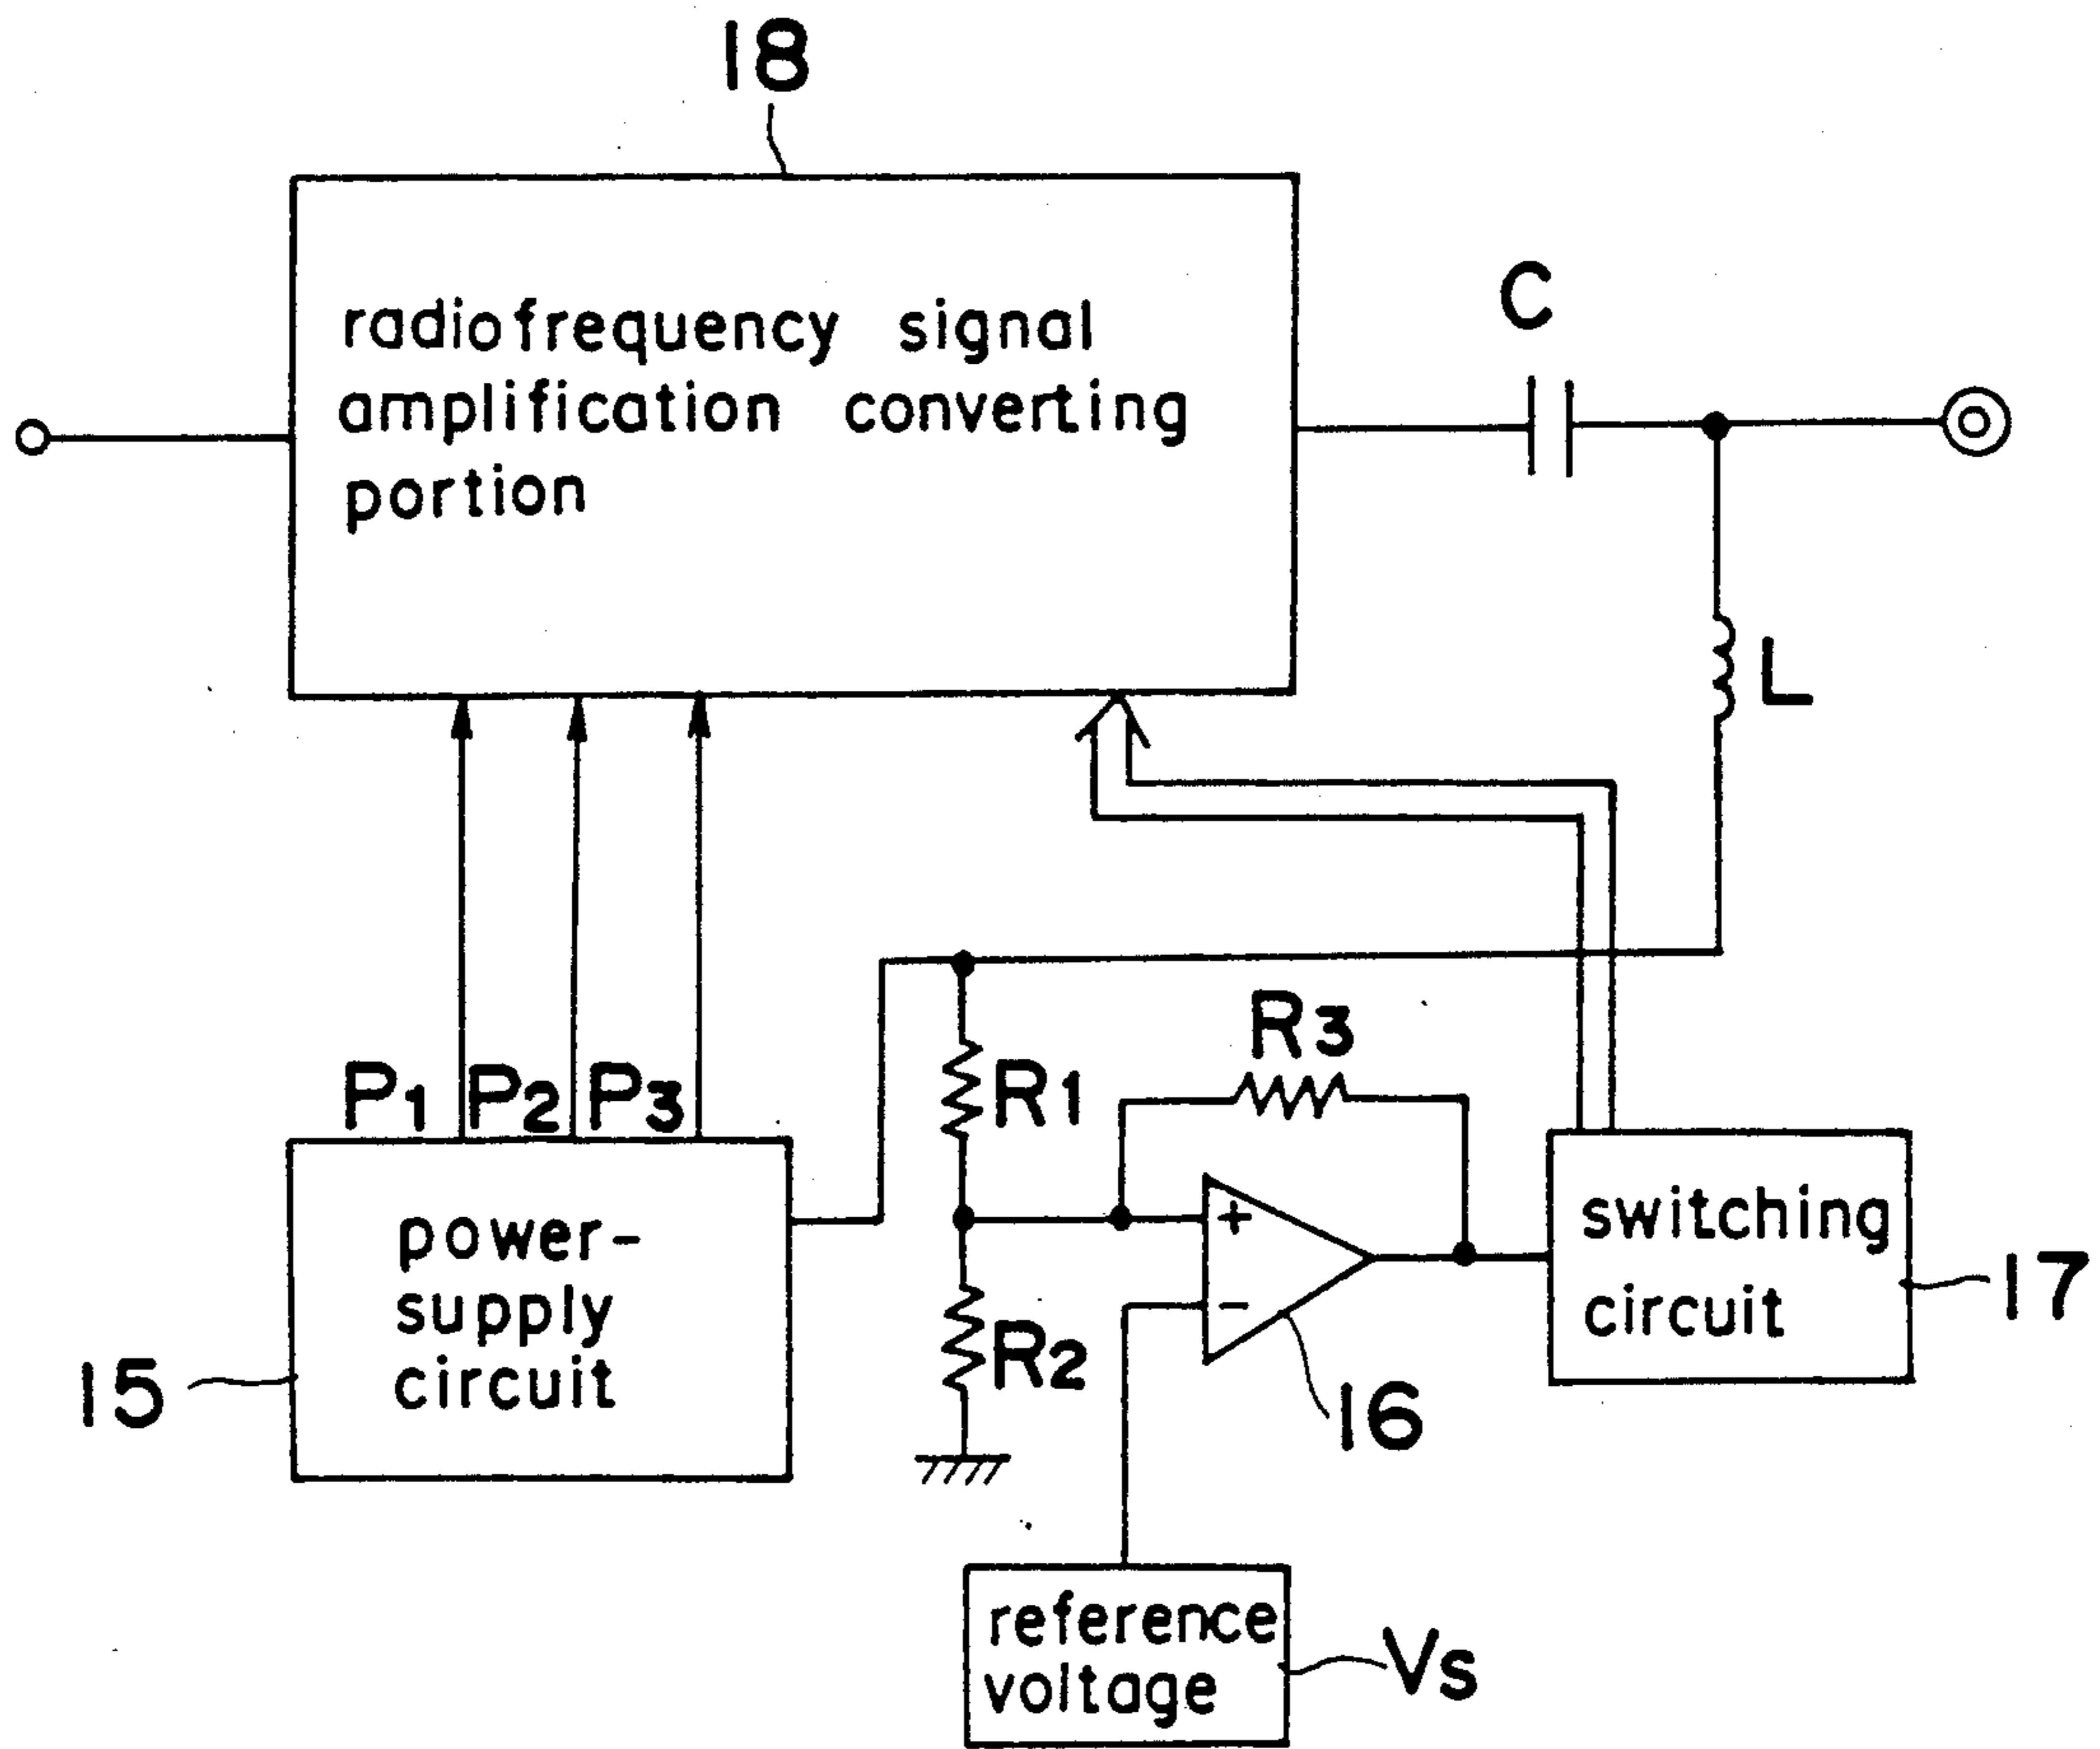 18
radiofrequency signal
amplification converting
portion
C
L
P1 P2 P3
R1
R3
R2
+
−
power-
supply
circuit
15
16
switching
circuit
17
reference
voltage
Vs